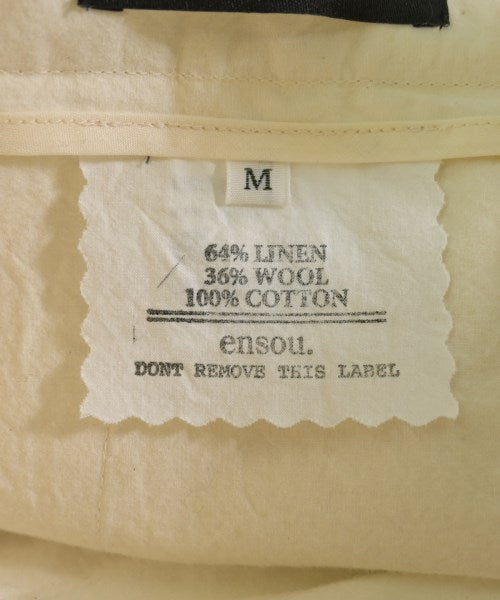 M
64% LINEN
36% WOOL
100% COTTON
ensou.
DONT REMOVE THIS LABEL